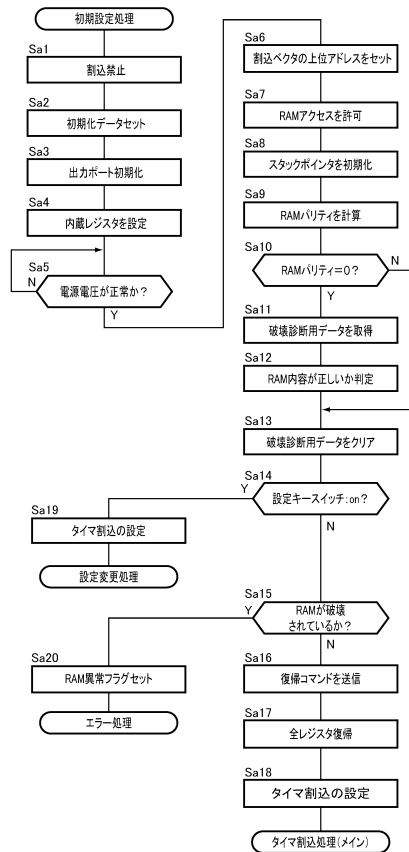 初期設定処理
Sa1
割込禁止
Sa2
初期化データセット
Sa3
出力ポート初期化
Sa4
内蔵レジスタを設定
Sa5
N
電源電圧が正常か？
Y
Sa6
割込ベクタの上位アドレスをセット
Sa7
RAMアクセスを許可
Sa8
スタックポインタを初期化
Sa9
RAMパリティを計算
Sa10
RAMパリティ＝0？
N
Y
Sa11
破壊診断用データを取得
Sa12
RAM内容が正しいか判定
Sa13
破壊診断用データをクリア
Sa14
Y
設定キースイッチ：on？
N
Sa19
タイマ割込の設定
設定変更処理
Sa15
Y
RAMが破壊
されているか？
N
Sa20
RAM異常フラグセット
エラー処理
Sa16
復帰コマンドを送信
Sa17
全レジスタ復帰
Sa18
タイマ割込の設定
タイマ割込処理（メイン）